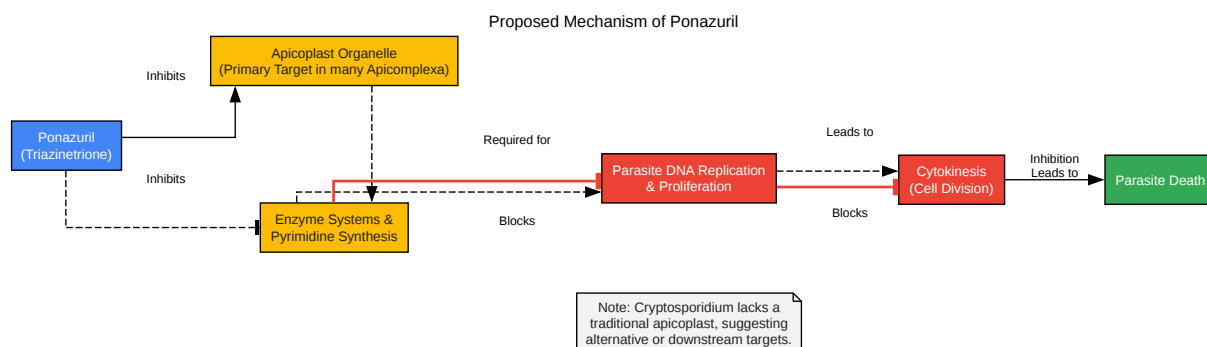 Proposed Mechanism of Ponazuril
Apicoplast Organelle
(Primary Target in many Apicomplexa)
Inhibits
Ponazuril
(Triazinetrione)
Inhibits
Enzyme Systems &
Pyrimidine Synthesis
Required for
Blocks
Parasite DNA Replication
& Proliferation
Leads to
Blocks
Cytokinesis
(Cell Division)
Inhibition
Leads to
Parasite Death
Note: Cryptosporidium lacks a
traditional apicoplast, suggesting
alternative or downstream targets.